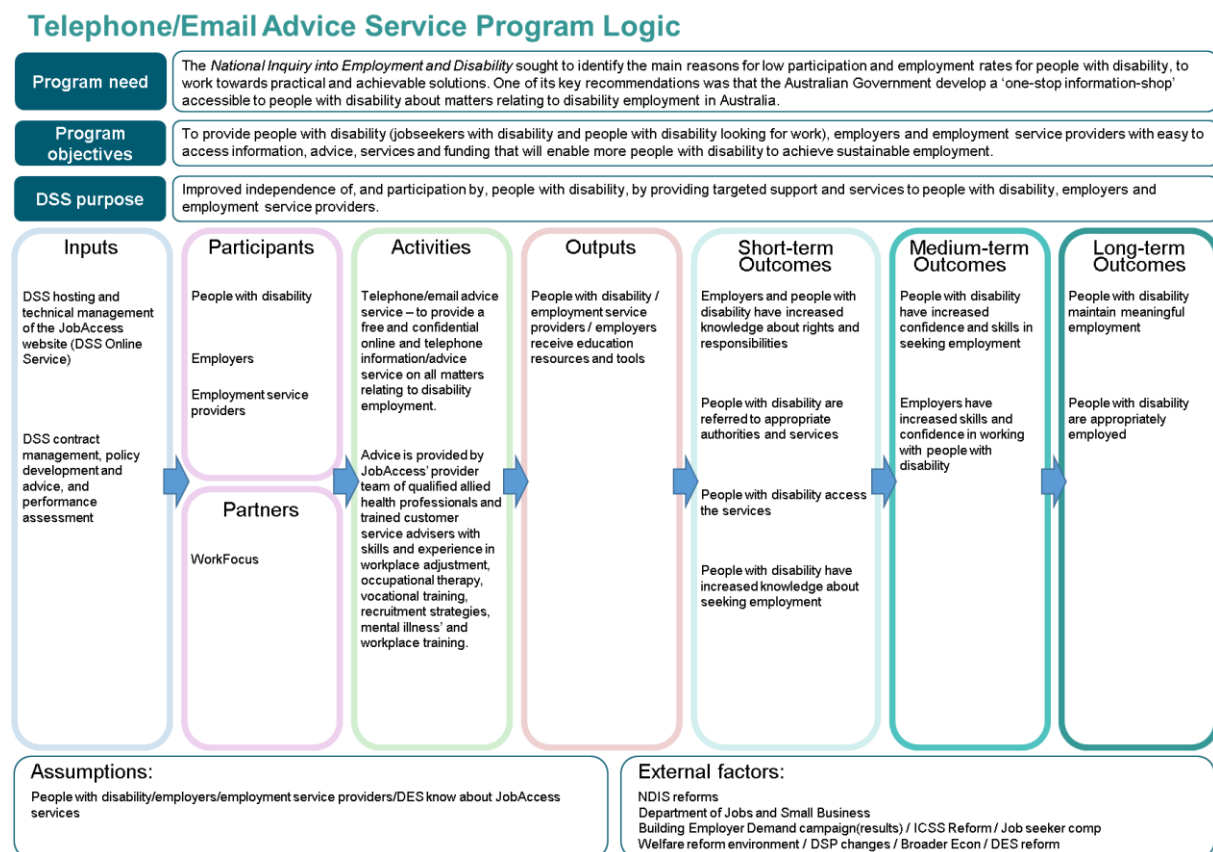 Telephone/Email Advice Service Program Logic
Program need
The National Inquiry into Employment and Disability sought to identify the main reasons for low participation and employment rates for people with disability, to
work towards practical and achievable solutions. One of its key recommendations was that the Australian Government develop a ‘one-stop information-shop’
accessible to people with disability about matters relating to disability employment in Australia.
Program
objectives
To provide people with disability (jobseekers with disability and people with disability looking for work), employers and employment service providers with easy to
access information, advice, services and funding that will enable more people with disability to achieve sustainable employment.
DSS purpose
Improved independence of, and participation by, people with disability, by providing targeted support and services to people with disability, employers and
employment service providers.
Inputs
DSS hosting and
technical management
of the JobAccess
website (DSS Online
Service)
DSS contract
management, policy
development and
advice, and
performance
assessment
Participants
People with disability
Employers
Employment service
providers
Partners
WorkFocus
Activities
Telephone/email advice
service – to provide a
free and confidential
online and telephone
information/advice
service on all matters
relating to disability
employment.
Advice is provided by
JobAccess’ provider
team of qualified allied
health professionals and
trained customer
service advisers with
skills and experience in
workplace adjustment,
occupational therapy,
vocational training,
recruitment strategies,
mental illness’ and
workplace training.
Outputs
People with disability /
employment service
providers / employers
receive education
resources and tools
Short-term
Outcomes
Employers and people with
disability have increased
knowledge about rights and
responsibilities
People with disability are
referred to appropriate
authorities and services
People with disability access
the services
People with disability have
increased knowledge about
seeking employment
Medium-term
Outcomes
People with disability
have increased
confidence and skills in
seeking employment
Employers have
increased skills and
confidence in working
with people with
disability
Long-term
Outcomes
People with disability
maintain meaningful
employment
People with disability
are appropriately
employed
Assumptions:
People with disability/employers/employment service providers/DES know about JobAccess
services
External factors:
NDIS reforms
Department of Jobs and Small Business
Building Employer Demand campaign(results) / ICSS Reform / Job seeker comp
Welfare reform environment / DSP changes / Broader Econ / DES reform